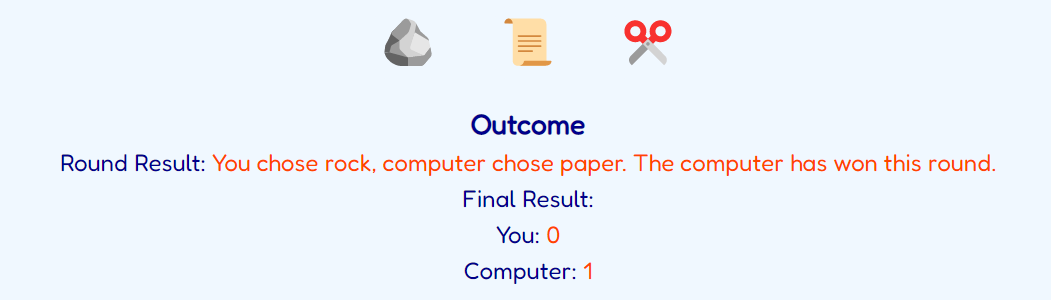 Outcome
Round Result: You chose rock, computer chose paper. The computer has won this round.
Final Result:
You: 0
Computer: 1